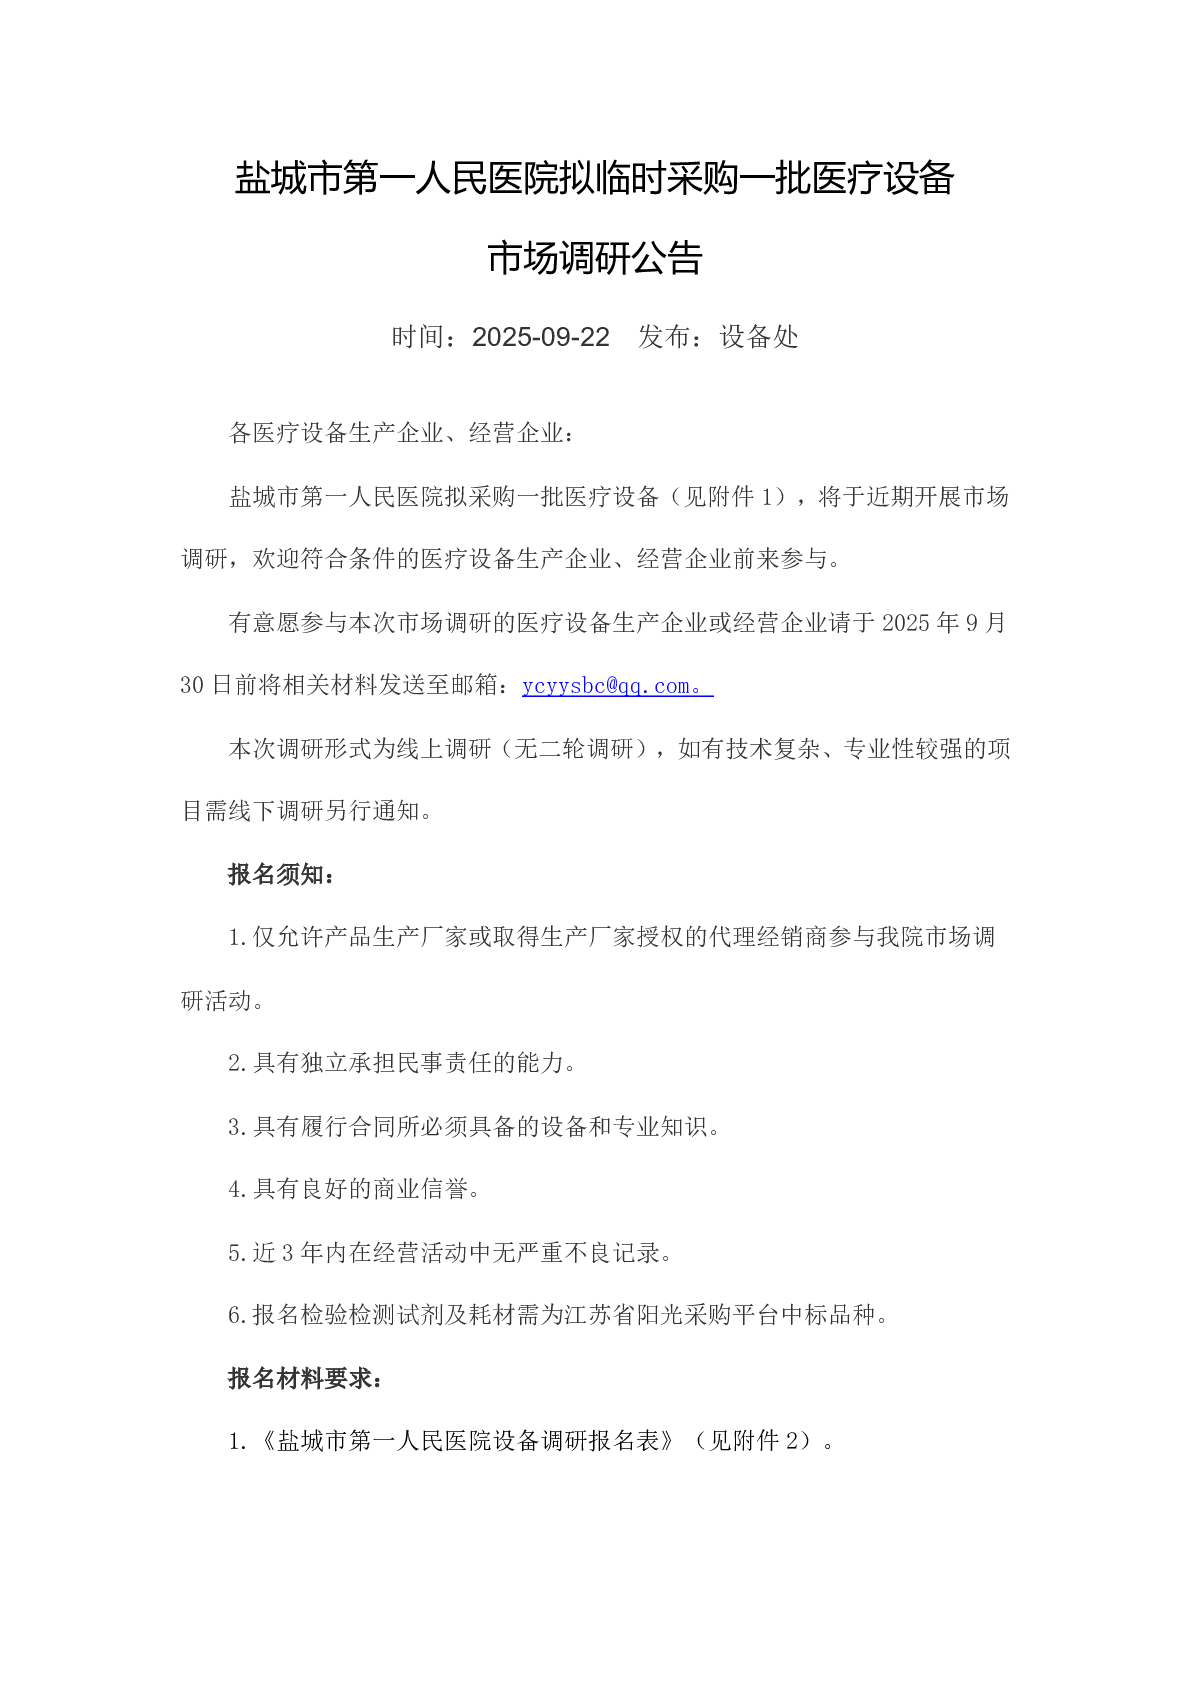 盐城市第一人民医院拟临时采购一批医疗设备
市场调研公告
时间：2025-09-22 发布：设备处
各医疗设备生产企业、经营企业：
盐城市第一人民医院拟采购一批医疗设备（见附件 1），将于近期开展市场
调研，欢迎符合条件的医疗设备生产企业、经营企业前来参与。
有意愿参与本次市场调研的医疗设备生产企业或经营企业请于 2025 年 9 月
30 日前将相关材料发送至邮�：ycyysbc@qq.com。
本次调研形式为线上调研（无二轮调研），如有技术复杂、专业性较强的项
目需线下调研另行通知。
报名须知：
1.仅允许产品生产厂家或取得生产厂家授权的代理经销商参与我院市场调
研活动。
2.具有独立承担民事责任的能力。
3.具有履行合同所必须具备的设备和专业知识。
4.具有良好的商业信誉。
5.近 3 年内在经营活动中无严重不良记录。
6.报名检验检测试剂及耗材需为江苏省阳光采购平台中标品种。
报名材料要求：
1.《盐城市第一人民医院设备调研报名表》（见附件 2）。